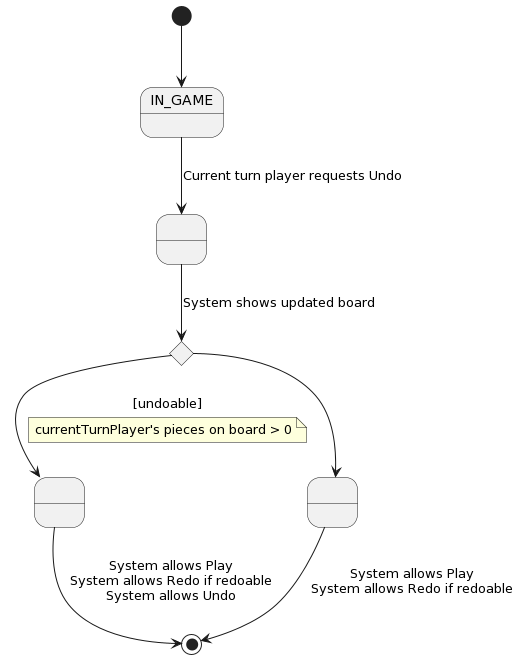 IN_GAME
Current turn player requests Undo
System shows updated board
[undoable]
currentTurnPlayer's pieces on board > 0
System allows Play
System allows Redo if redoable
System allows Undo
System allows Play
System allows Redo if redoable